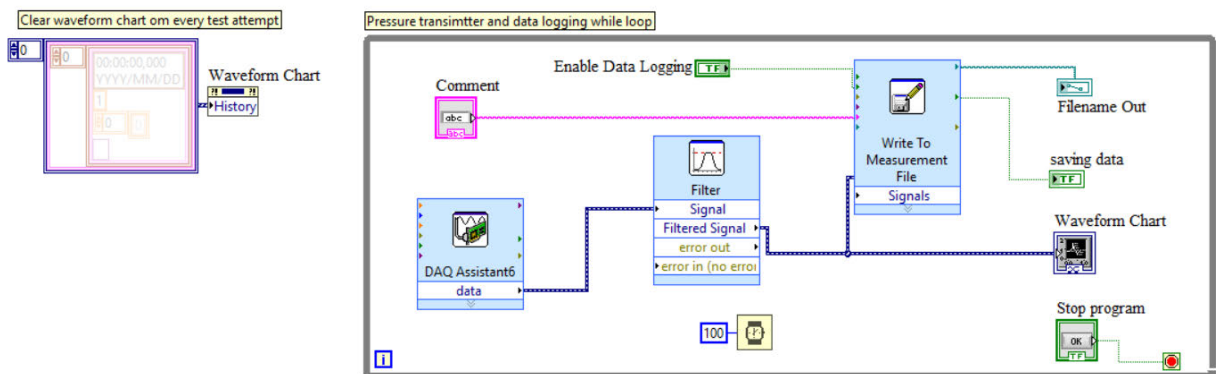 Clear waveform chart om every test attempt
0
0
00:00:00,000
YYYY/MM/DD
1
0
0
Waveform Chart
?! ?!
History
Pressure transimtter and data logging while loop
Enable Data Logging
TF
Comment
abc
abc
Write To
Measurement
File
Signals
Filename Out
saving data
TF
Filter
Signal
Filtered Signal
error out
error in (no erro
DAQ Assistant6
data
Waveform Chart
100
Stop program
OK
TF
i